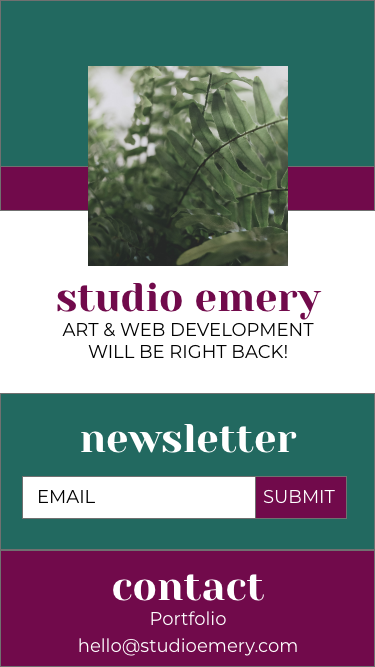 studio emery
ART & WEB DEVELOPMENT
WILL BE RIGHT BACK!
newsletter
EMAIL
SUBMIT
contact
Portfolio
hello@studioemery.com